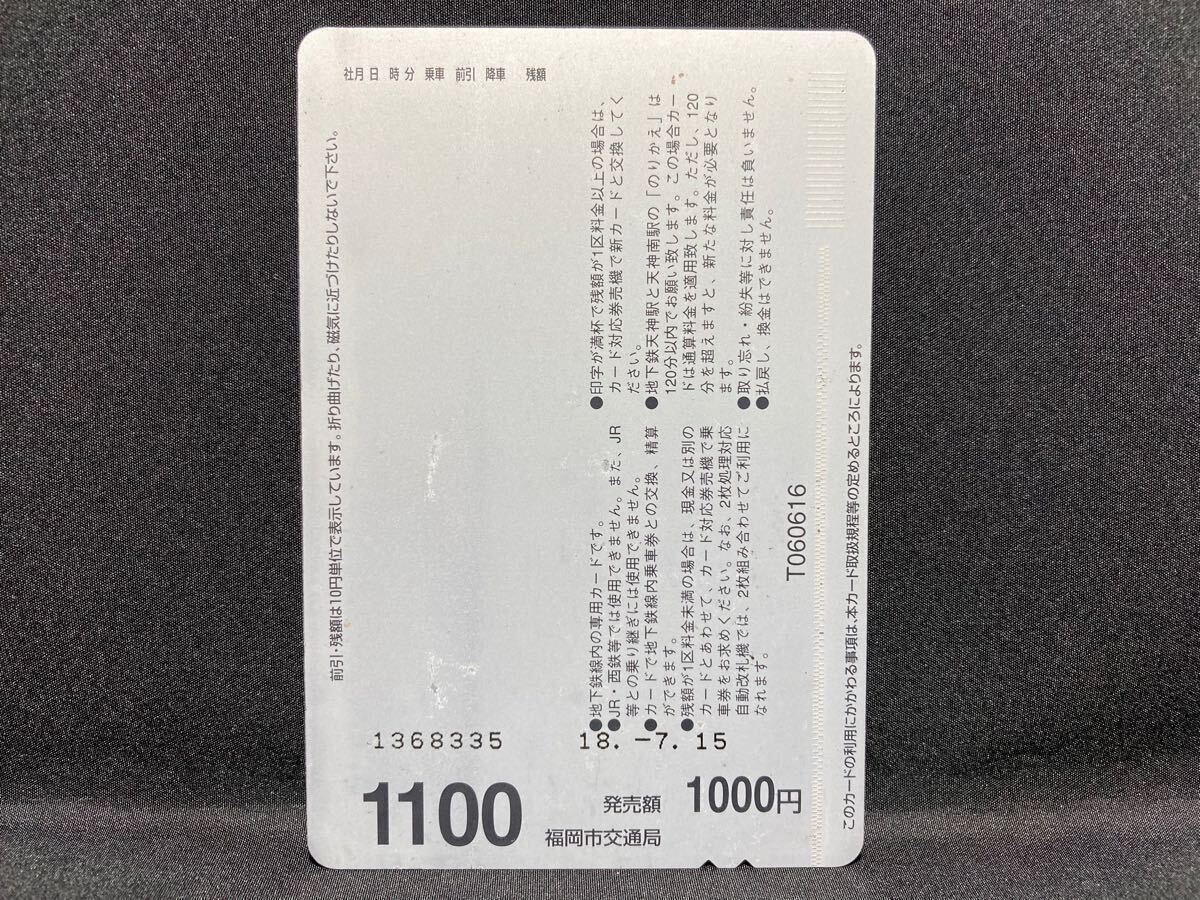 社月日 時分 乗車 前引 降車 残額
前引・残額は10円単位で表示しています。折り曲げたり、磁気に近づけたりしないで下さい。
●地下鉄線内の専用カードです。
●JR・西鉄等では使用できません。また、JR
等との乗り継ぎには使用できません。
●カードで地下鉄線内乗車券との交換、精算
ができます。
●残額が1区料金未満の場合は、現金又は別の
カードとあわせて、カード対応券売機で乗
車券をお求めください。なお、2枚処理対応
自動改札機では、2枚組み合わせてご利用に
なれます。
●印字が満杯で残額が1区料金以上の場合は、
カード対応券売機で新カードと交換してく
ださい。
●地下鉄天神駅と天神南駅の「のりかえ」は
120分以内でお願い致します。この場合カー
ドは通算料金を適用致します。ただし、120
分を超えますと、新たな料金が必要となり
ます。
●取り忘れ・紛失等に対し責任は負いません。
●払戻し、換金はできません。
T060616
このカードの利用にかかわる事項は、本カード取扱規程等の定めるところによります。
1368335 18.-7.15
1100 発売額 1000円
福岡市交通局